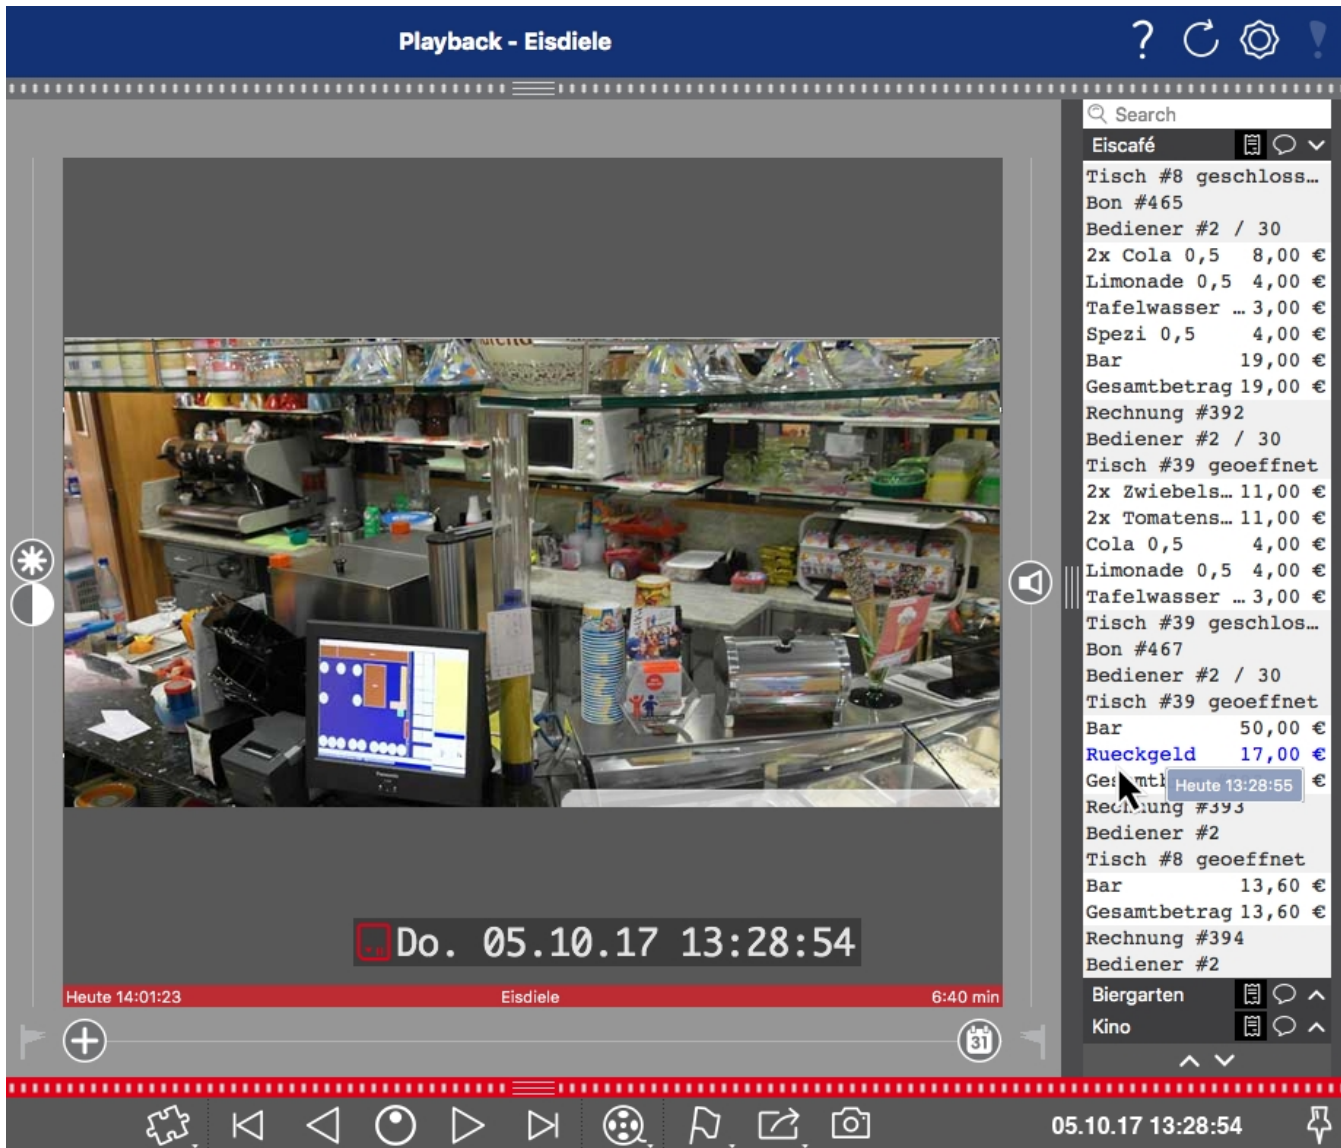 Playback - Eisdiele
Search
Eiscafé
Tisch #8 geschloss…
Bon #465
Bediener #2 / 30
2x Cola 0,5 8,00 €
Limonade 0,5 4,00 €
Tafelwasser … 3,00 €
Spezi 0,5 4,00 €
Bar 19,00 €
Gesamtbetrag 19,00 €
Rechnung #392
Bediener #2 / 30
Tisch #39 geoeffnet
2x Zwiebels… 11,00 €
2x Tomatens… 11,00 €
Cola 0,5 4,00 €
Limonade 0,5 4,00 €
Tafelwasser … 3,00 €
Tisch #39 geschlos…
Bon #467
Bediener #2 / 30
Tisch #39 geoeffnet
Bar 50,00 €
Rueckgeld 17,00 €
€
Heute 13:28:55
Rechnung #393
Bediener #2
Tisch #8 geoeffnet
Bar 13,60 €
Gesamtbetrag 13,60 €
Rechnung #394
Bediener #2
Biergarten
Kino
Do. 05.10.17 13:28:54
Heute 14:01:23 Eisdiele 6:40 min
31
05.10.17 13:28:54